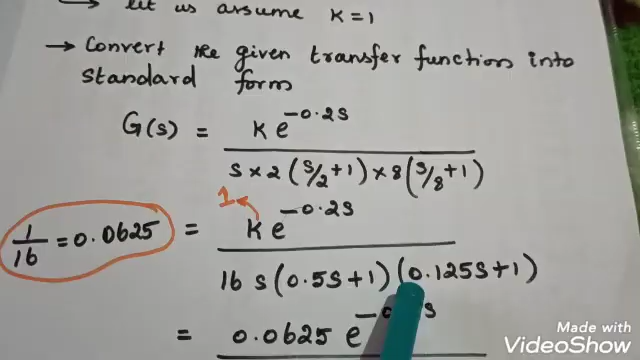 → let us assume K=1
→ Convert the given transfer function into
standard form
G(s) = K e^{-0.2s}
s × 2 (s/2 + 1) × 8 (s/8 + 1)
1
1/16 = 0.0625 = K e^{-0.2s}
16 s (0.5s + 1) (0.125s + 1)
= 0.0625 e
Made with
VideoShow